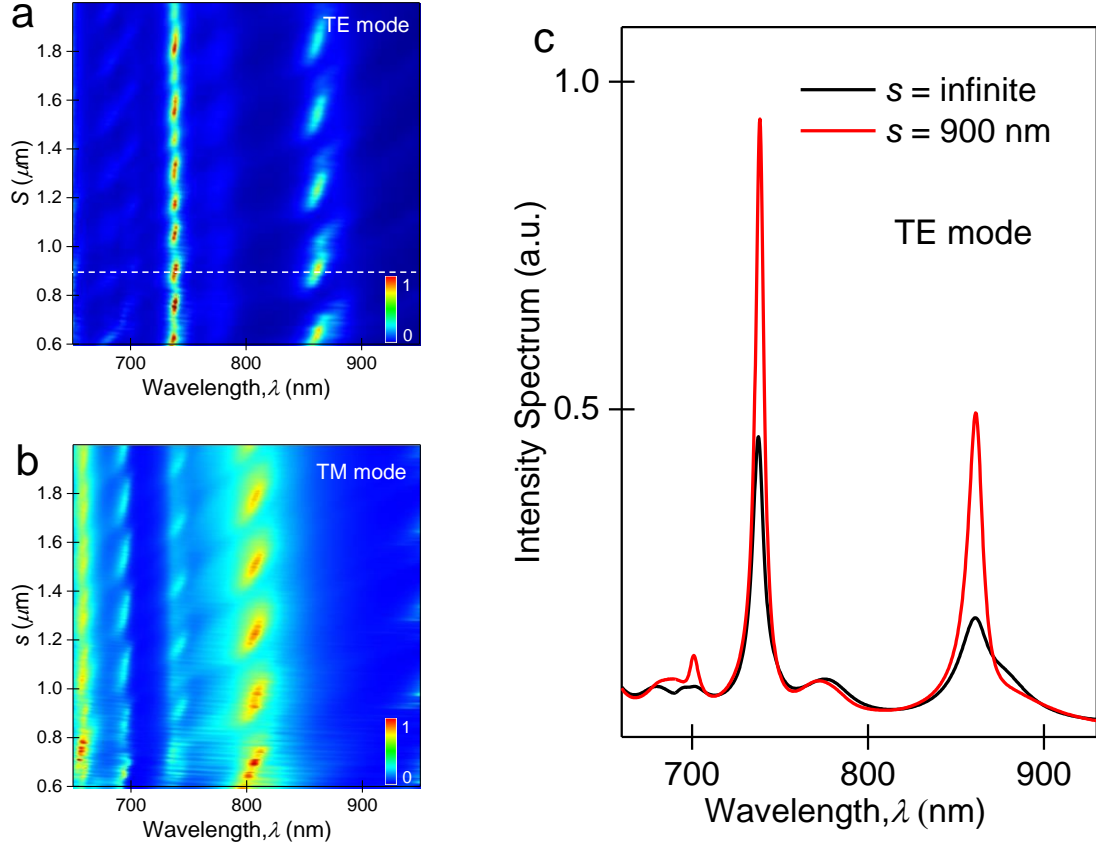 a
TE mode
1.8
1.6
1.4
1.2
1.0
0.8
0.6
S (μm)
1
0
700
800
900
Wavelength,λ (nm)
b
TM mode
1.8
1.6
1.4
1.2
1.0
0.8
0.6
s (μm)
1
0
700
800
900
Wavelength,λ (nm)
c
1.0
0.5
Intensity Spectrum (a.u.)
s = infinite
s = 900 nm
TE mode
700
800
900
Wavelength,λ (nm)